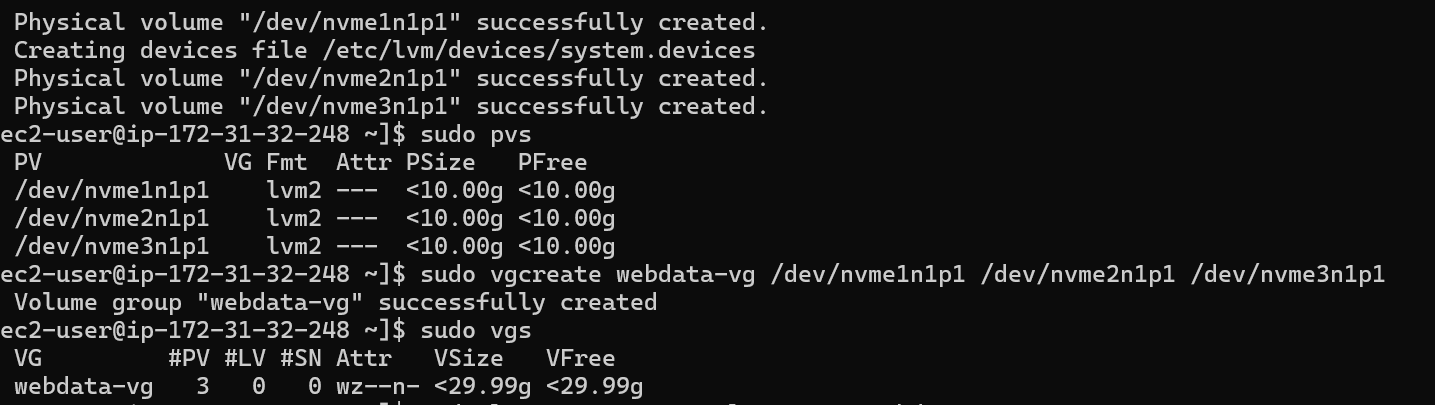 Physical volume "/dev/nvme1n1p1" successfully created.
Creating devices file /etc/lvm/devices/system.devices
Physical volume "/dev/nvme2n1p1" successfully created.
Physical volume "/dev/nvme3n1p1" successfully created.
ec2-user@ip-172-31-32-248 ~]$ sudo pvs
PV             VG Fmt  Attr PSize   PFree
/dev/nvme1n1p1    lvm2 ---  <10.00g <10.00g
/dev/nvme2n1p1    lvm2 ---  <10.00g <10.00g
/dev/nvme3n1p1    lvm2 ---  <10.00g <10.00g
ec2-user@ip-172-31-32-248 ~]$ sudo vgcreate webdata-vg /dev/nvme1n1p1 /dev/nvme2n1p1 /dev/nvme3n1p1
Volume group "webdata-vg" successfully created
ec2-user@ip-172-31-32-248 ~]$ sudo vgs
VG         #PV #LV #SN Attr   VSize   VFree
webdata-vg   3   0   0 wz--n- <29.99g <29.99g